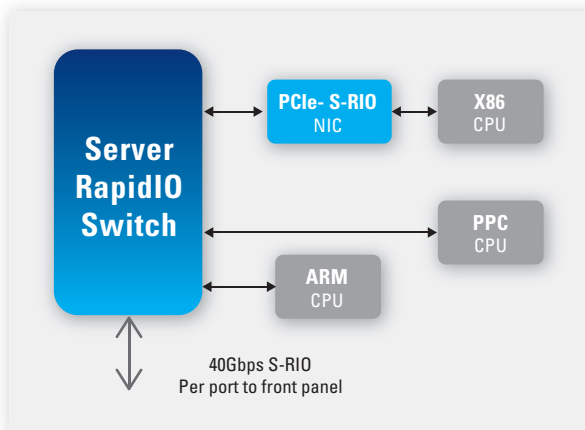 Server
RapidIO
Switch
PCIe- S-RIO
NIC
X86
CPU
PPC
CPU
ARM
CPU
40Gbps S-RIO
Per port to front panel